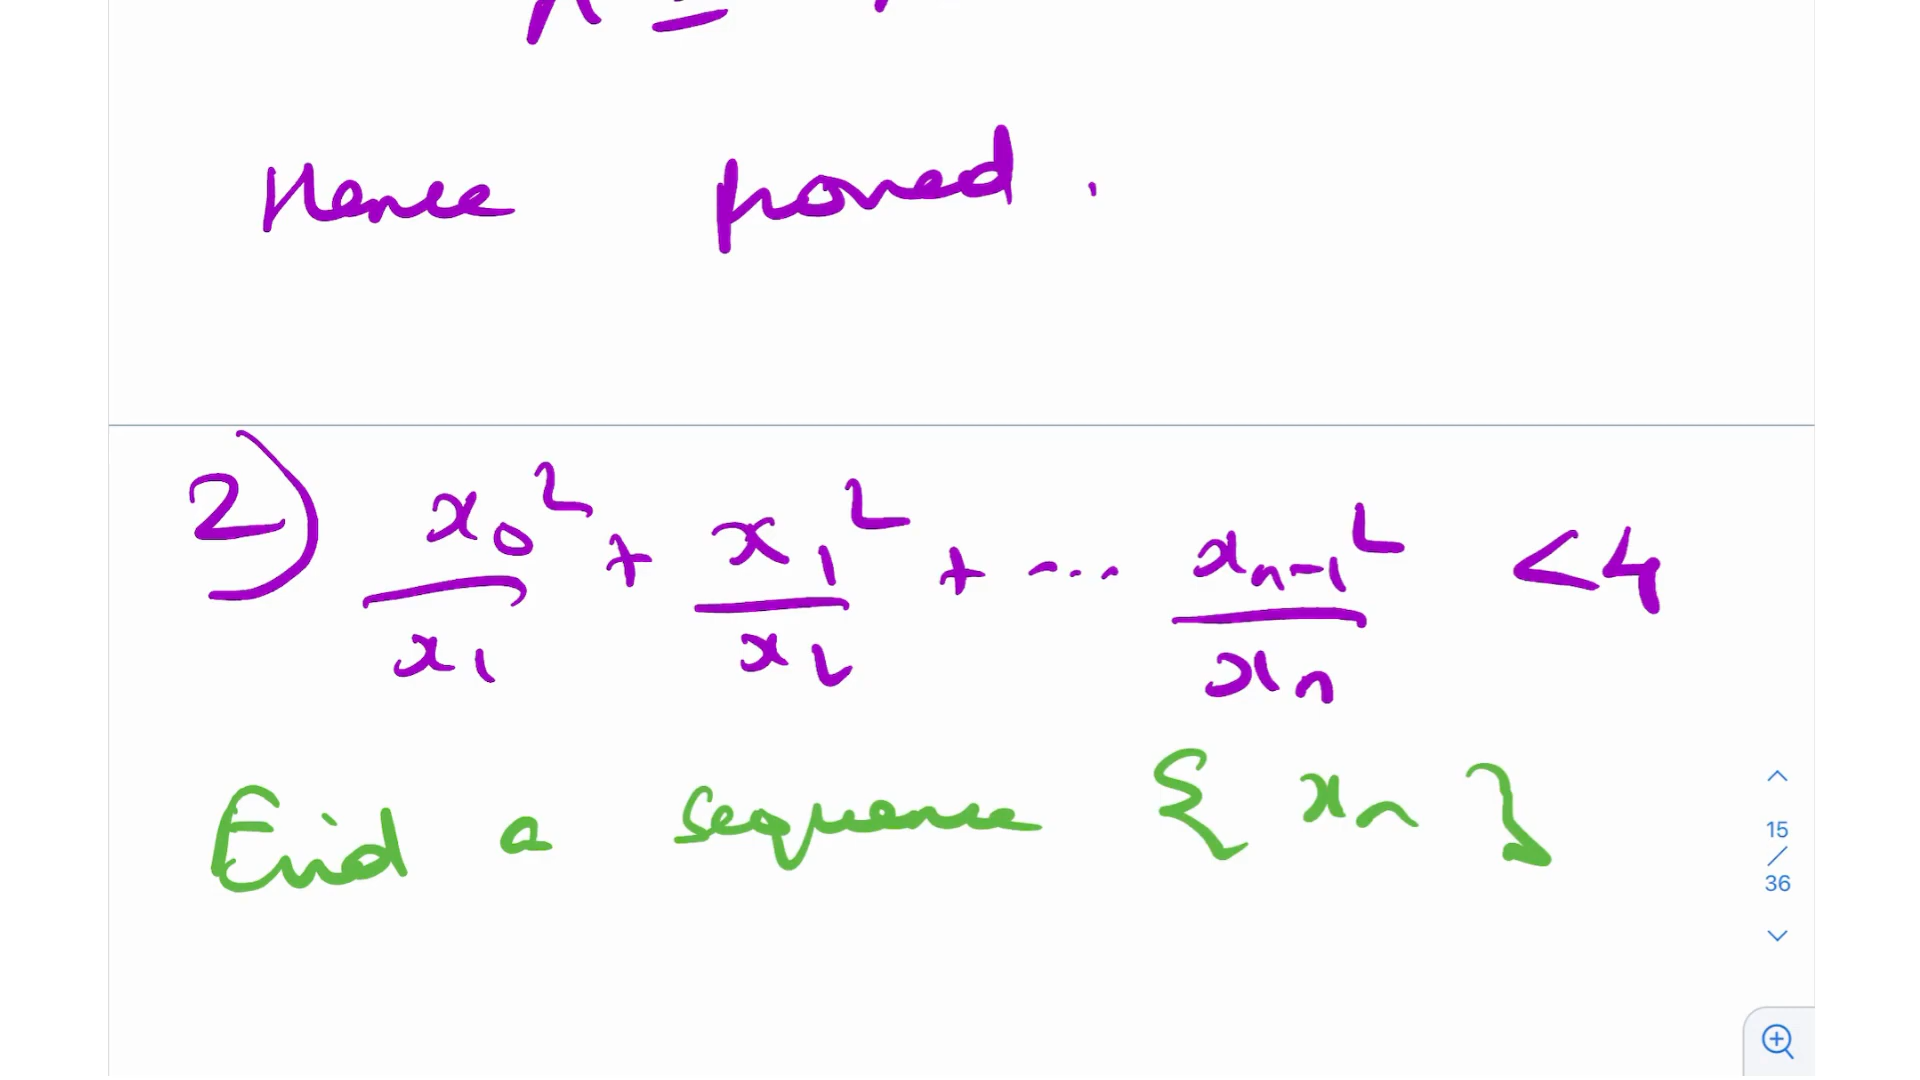 Hence proved.
2) x₀²/x₁ + x₁²/x₂ + ... xₙ₋₁²/xₙ < 4
Find a sequence { xₙ }
15
/
36